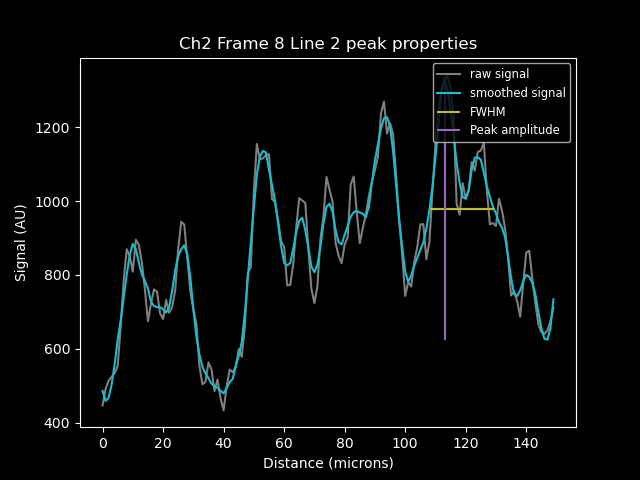 Ch2 Frame 8 Line 2 peak properties
raw signal
smoothed signal
FWHM
Peak amplitude
1200
1000
800
600
400
Signal (AU)
0 20 40 60 80 100 120 140
Distance (microns)